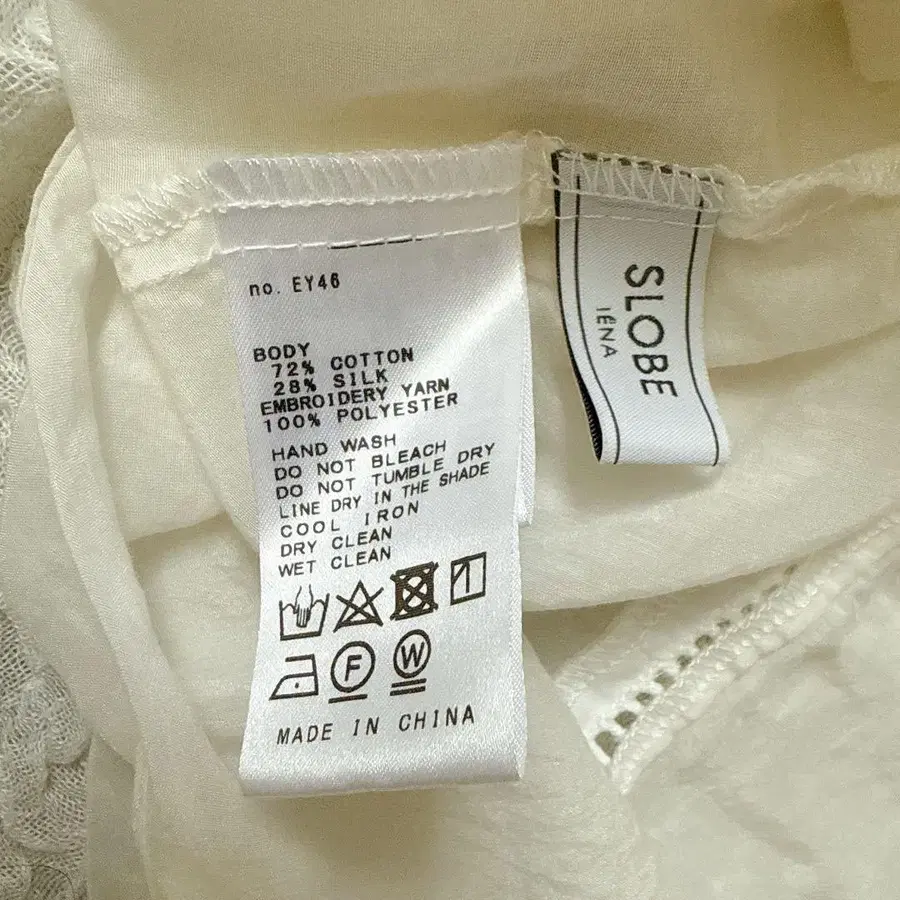 no. EY46
BODY
72% COTTON
28% SILK
EMBROIDERY YARN
100% POLYESTER
HAND WASH
DO NOT BLEACH
DO NOT TUMBLE DRY
LINE DRY IN THE SHADE
COOL IRON
DRY CLEAN
WET CLEAN
F W
MADE IN CHINA
SLOBE
IÉNA